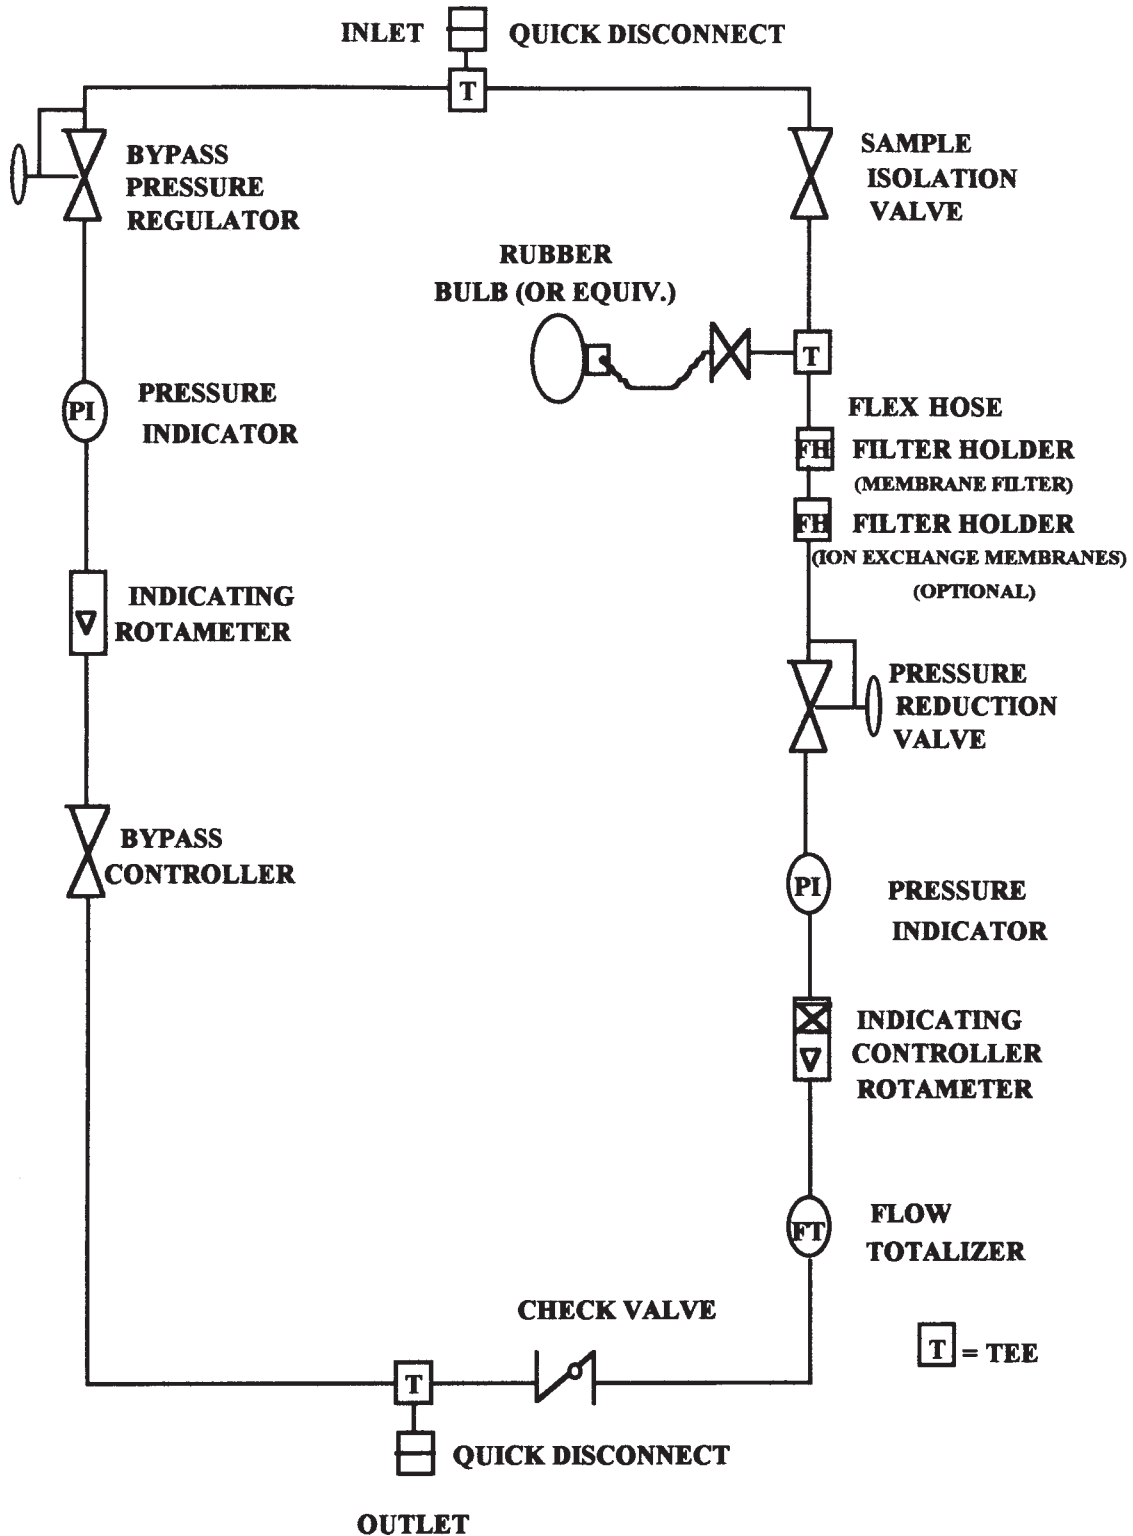 INLET
QUICK DISCONNECT
T
BYPASS
PRESSURE
REGULATOR
SAMPLE
ISOLATION
VALVE
RUBBER
BULB (OR EQUIV.)
T
PI
PRESSURE
INDICATOR
FLEX HOSE
FH FILTER HOLDER
(MEMBRANE FILTER)
FH FILTER HOLDER
(ION EXCHANGE MEMBRANES)
(OPTIONAL)
INDICATING
ROTAMETER
PRESSURE
REDUCTION
VALVE
BYPASS
CONTROLLER
PI
PRESSURE
INDICATOR
INDICATING
CONTROLLER
ROTAMETER
FT
FLOW
TOTALIZER
CHECK VALVE
T = TEE
T
QUICK DISCONNECT
OUTLET